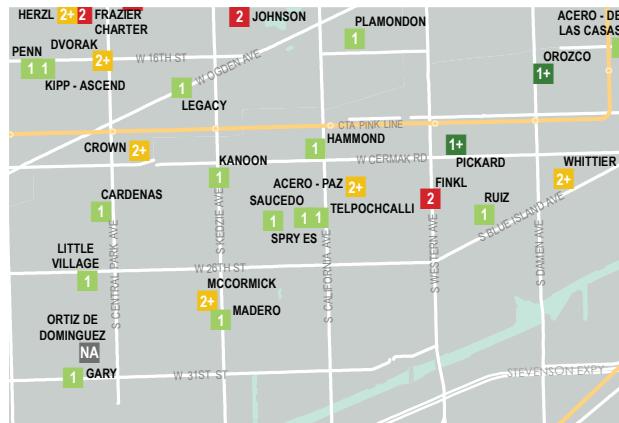 HERZL 2+ 2 FRAZIER
CHARTER
2 JOHNSON
PLAMONDON
1
ACERO - DE
LAS CASAS
PENN
1 1
DVORAK
2+
KIPP - ASCEND
W 16TH ST
W OGDEN AVE
1
LEGACY
OROZCO
1+
CTA PINK LINE
CROWN 2+
HAMMOND
1
W CERMAK RD
1+
PICKARD
KANOON
1
WHITTIER
2+
CARDENAS
1
ACERO - PAZ 2+
SAUCEDO
1
1 1 TELPOCHCALLI
SPRY ES
FINKL
2
RUIZ
1
S BLUE ISLAND AVE
S CENTRAL PARK AVE
S KEDZIE AVE
S CALIFORNIA AVE
S WESTERN AVE
S DAMEN AVE
LITTLE
VILLAGE
1
W 26TH ST
MCCORMICK
2+
1 MADERO
ORTIZ DE
DOMINGUEZ
NA
1 GARY
W 31ST ST
STEVENSON EXPY